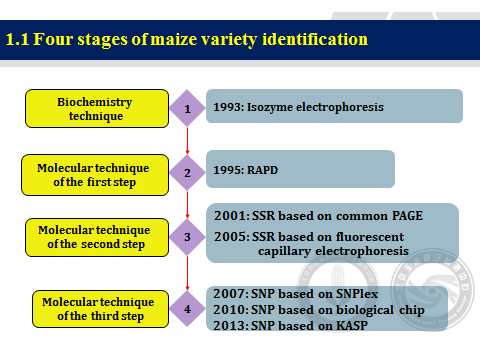 1.1 Four stages of maize variety identification
Biochemistry
technique
1
1993: Isozyme electrophoresis
Molecular technique
of the first step
2
1995: RAPD
Molecular technique
of the second step
3
2001: SSR based on common PAGE
2005: SSR based on fluorescent
capillary electrophoresis
Molecular technique
of the third step
4
2007: SNP based on SNPlex
2010: SNP based on biological chip
2013: SNP based on KASP